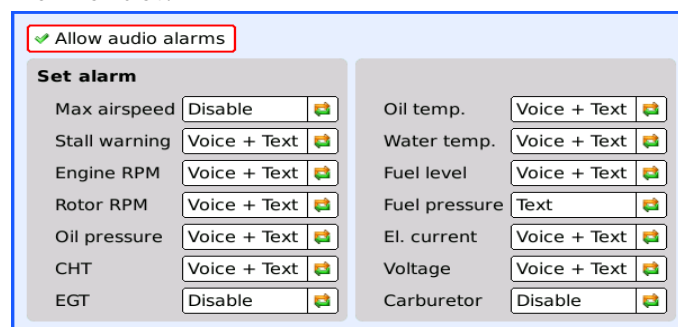 Allow audio alarms
Set alarm
Max airspeed Disable
Stall warning Voice + Text
Engine RPM Voice + Text
Rotor RPM Voice + Text
Oil pressure Voice + Text
CHT Voice + Text
EGT Disable
Oil temp. Voice + Text
Water temp. Voice + Text
Fuel level Voice + Text
Fuel pressure Text
El. current Voice + Text
Voltage Voice + Text
Carburetor Disable